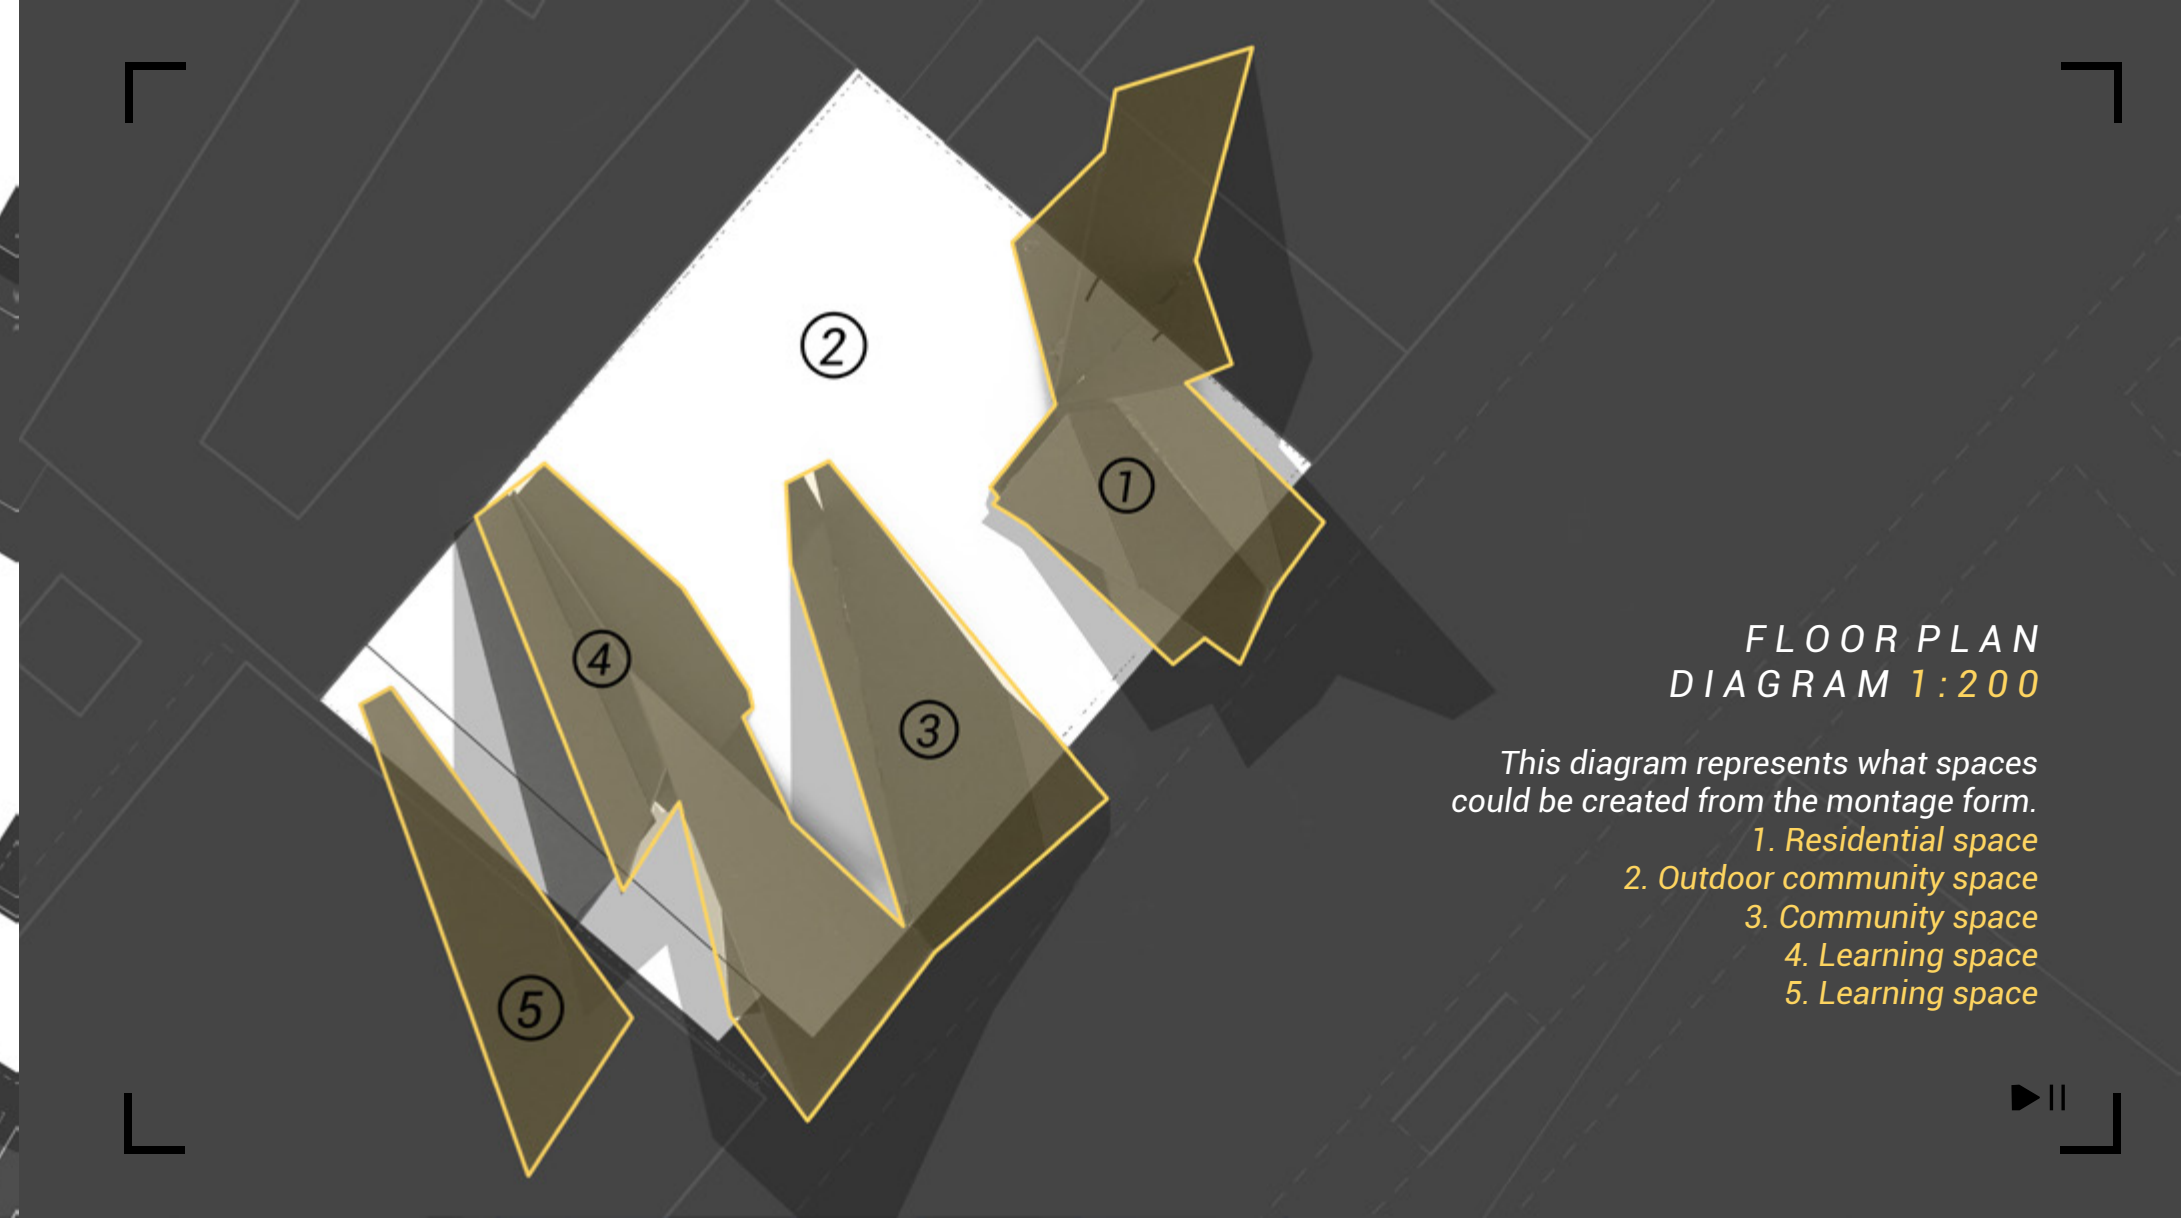 2
1
4
3
5
FLOOR PLAN
DIAGRAM 1:200
This diagram represents what spaces
could be created from the montage form.
1. Residential space
2. Outdoor community space
3. Community space
4. Learning space
5. Learning space